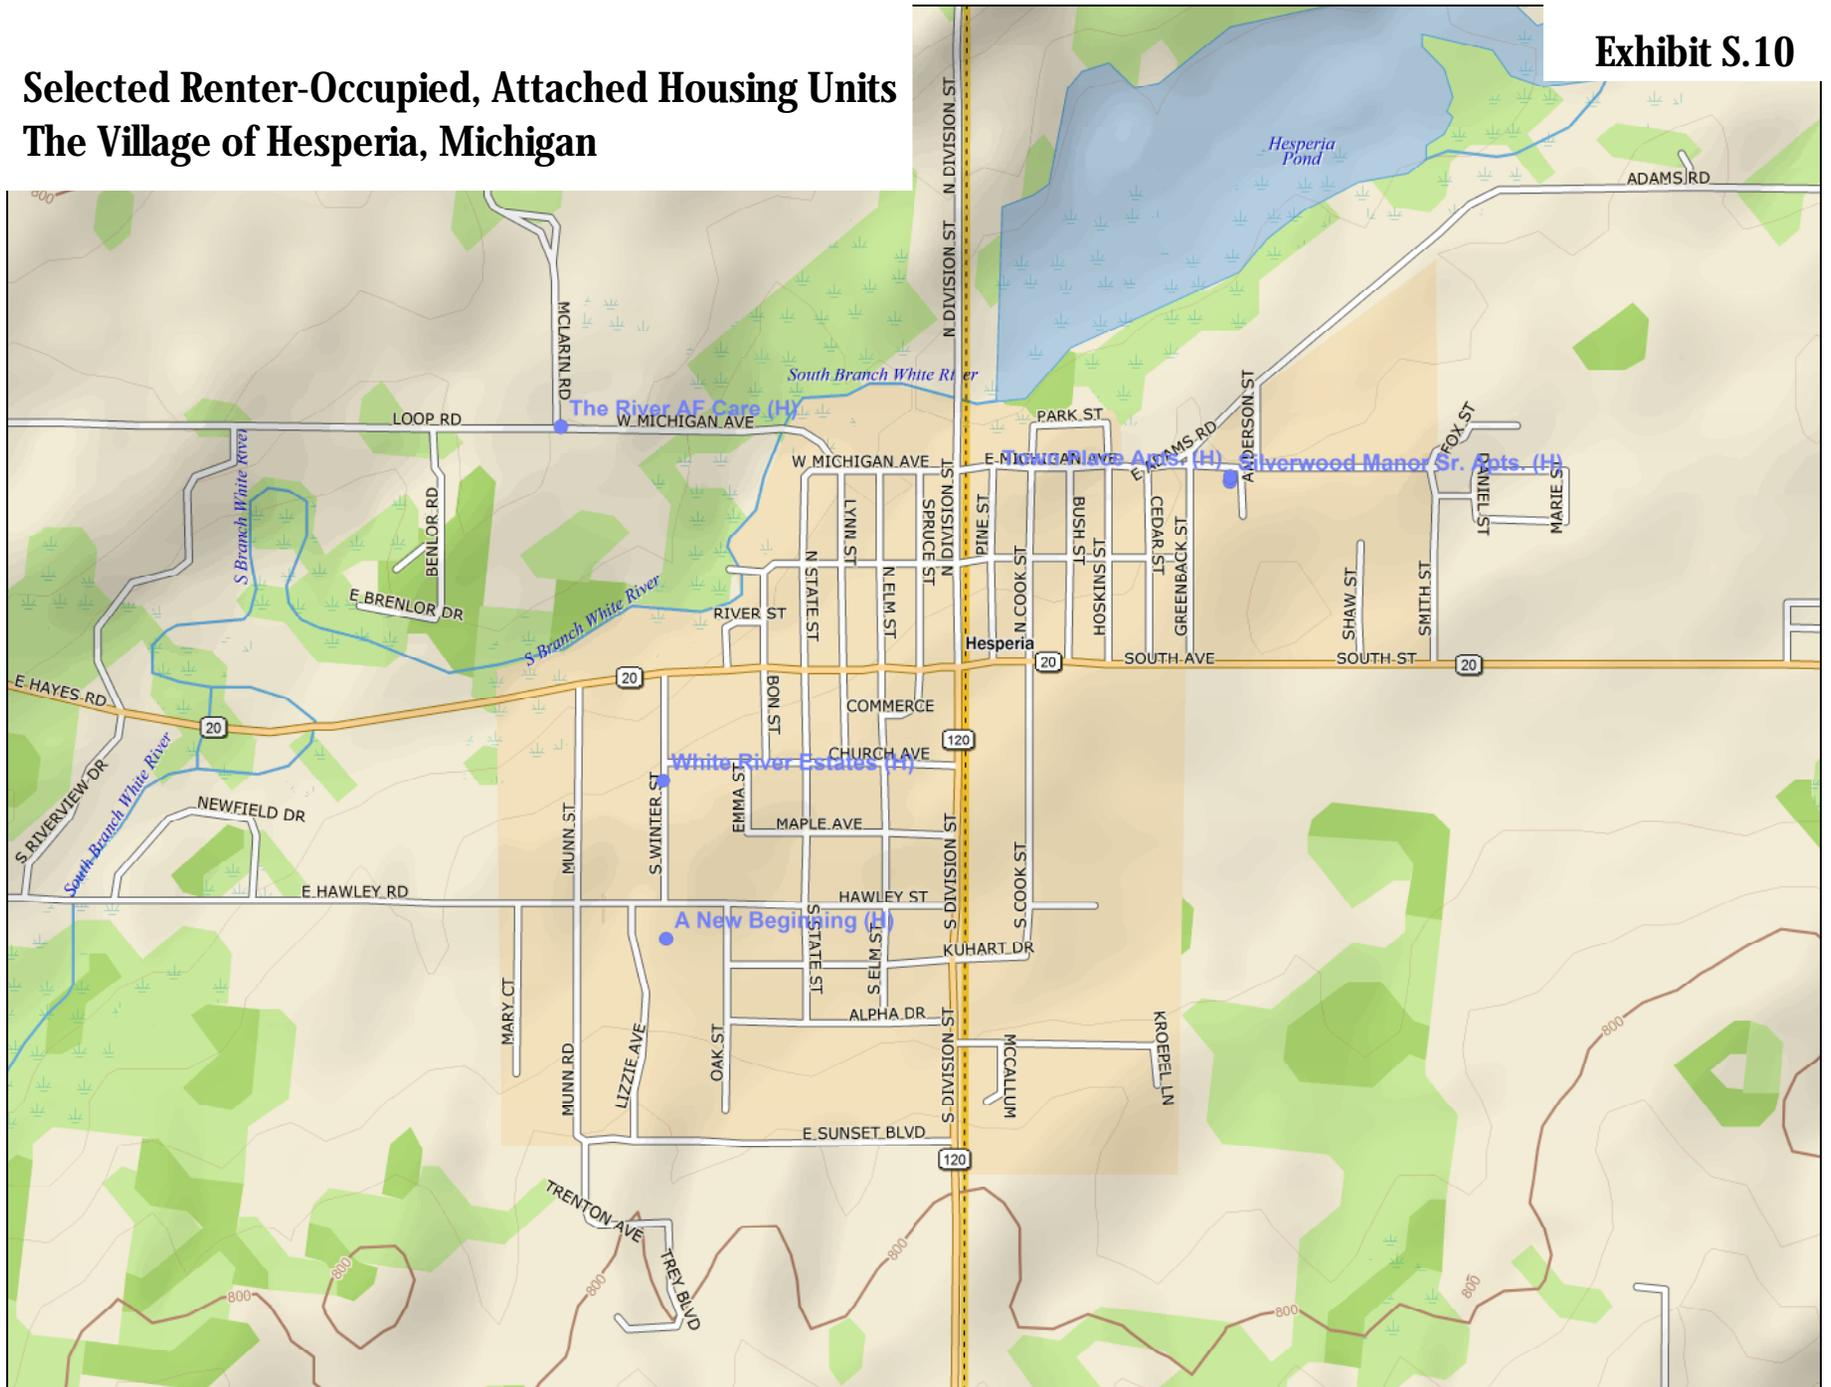 Exhibit S.10
Selected Renter-Occupied, Attached Housing Units
The Village of Hesperia, Michigan
N DIVISION ST
N DIVISION ST
N DIVISION ST
Hesperia
Pond
ADAMS RD
800
MCLARIN RD
South Branch White River
The River AF Care (H)
LOOP RD
W MICHIGAN AVE
PARK ST
E ADAMS RD
ANDERSON ST
FOX ST
W MICHIGAN AVE
E MICHIGAN AVE
Place Apts. (H)
Silverwood Manor Sr. Apts. (H)
S Branch White River
BENLOR RD
LYNN ST
SPRUCE ST
N DIVISION ST
PINE ST
BUSH ST
CEDAR ST
DANIEL ST
MARIE ST
N STATE ST
N ELM ST
N COOK ST
HOSKINS ST
GREENBACK ST
SHAW ST
SMITH ST
E BRENLOR DR
S Branch White River
RIVER ST
Hesperia
20
SOUTH AVE
SOUTH ST
20
20
E HAYES RD
20
BON ST
COMMERCE
120
CHURCH AVE
White River Estates (H)
S RIVERVIEW DR
South Branch White River
NEWFIELD DR
MUNN ST
S WINTER ST
EMMA ST
MAPLE AVE
S DIVISION ST
S COOK ST
E HAWLEY RD
HAWLEY ST
A New Beginning (H)
S STATE ST
S ELM ST
KUHART DR
MARY CT
ALPHA DR
MUNN RD
LIZZIE AVE
OAK ST
S DIVISION ST
MCCALLUM
KROEPEL LN
800
E SUNSET BLVD
120
TRENTON AVE
TREY BLVD
800
800
800
800
800
800